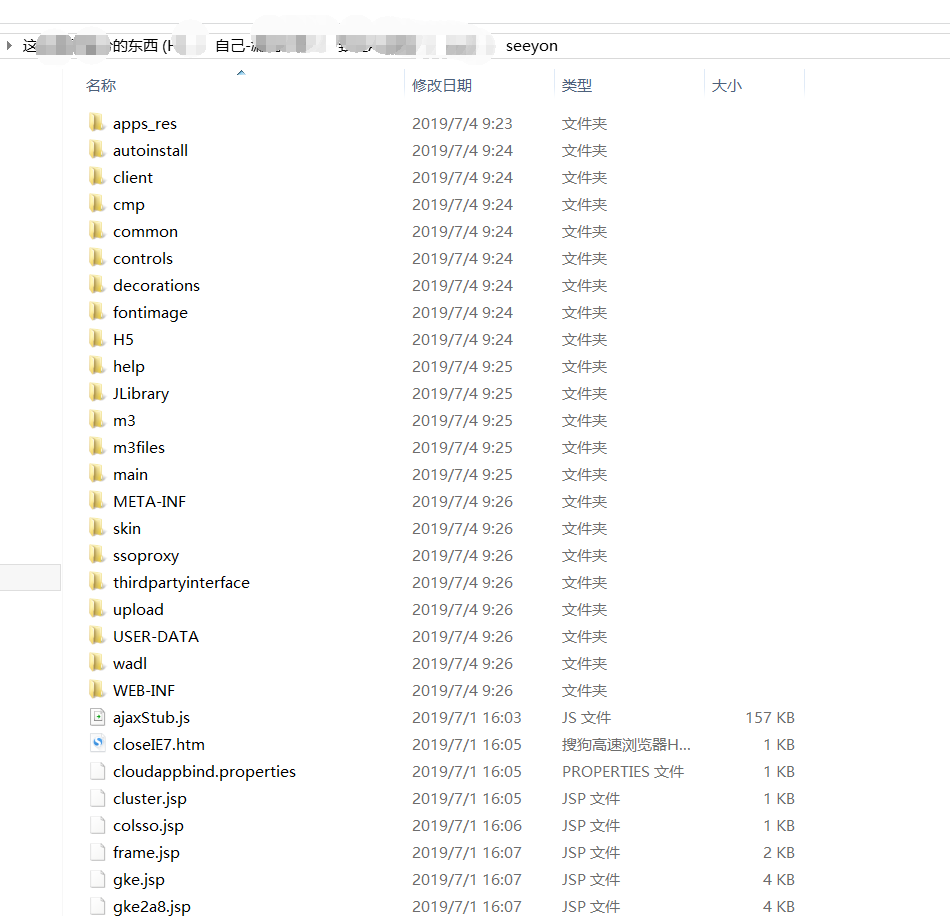 这 的东西 (H 自己- seeyon
名称 修改日期 类型 大小
apps_res 2019/7/4 9:23 文件夹
autoinstall 2019/7/4 9:24 文件夹
client 2019/7/4 9:24 文件夹
cmp 2019/7/4 9:24 文件夹
common 2019/7/4 9:24 文件夹
controls 2019/7/4 9:24 文件夹
decorations 2019/7/4 9:24 文件夹
fontimage 2019/7/4 9:24 文件夹
H5 2019/7/4 9:24 文件夹
help 2019/7/4 9:25 文件夹
JLibrary 2019/7/4 9:25 文件夹
m3 2019/7/4 9:25 文件夹
m3files 2019/7/4 9:25 文件夹
main 2019/7/4 9:25 文件夹
META-INF 2019/7/4 9:26 文件夹
skin 2019/7/4 9:26 文件夹
ssoproxy 2019/7/4 9:26 文件夹
thirdpartyinterface 2019/7/4 9:26 文件夹
upload 2019/7/4 9:26 文件夹
USER-DATA 2019/7/4 9:26 文件夹
wadl 2019/7/4 9:26 文件夹
WEB-INF 2019/7/4 9:26 文件夹
ajaxStub.js 2019/7/1 16:03 JS 文件 157 KB
closeIE7.htm 2019/7/1 16:05 搜狗高速浏览器H... 1 KB
cloudappbind.properties 2019/7/1 16:05 PROPERTIES 文件 1 KB
cluster.jsp 2019/7/1 16:05 JSP 文件 1 KB
colsso.jsp 2019/7/1 16:06 JSP 文件 1 KB
frame.jsp 2019/7/1 16:07 JSP 文件 2 KB
gke.jsp 2019/7/1 16:07 JSP 文件 4 KB
gke2a8.jsp 2019/7/1 16:07 JSP 文件 4 KB